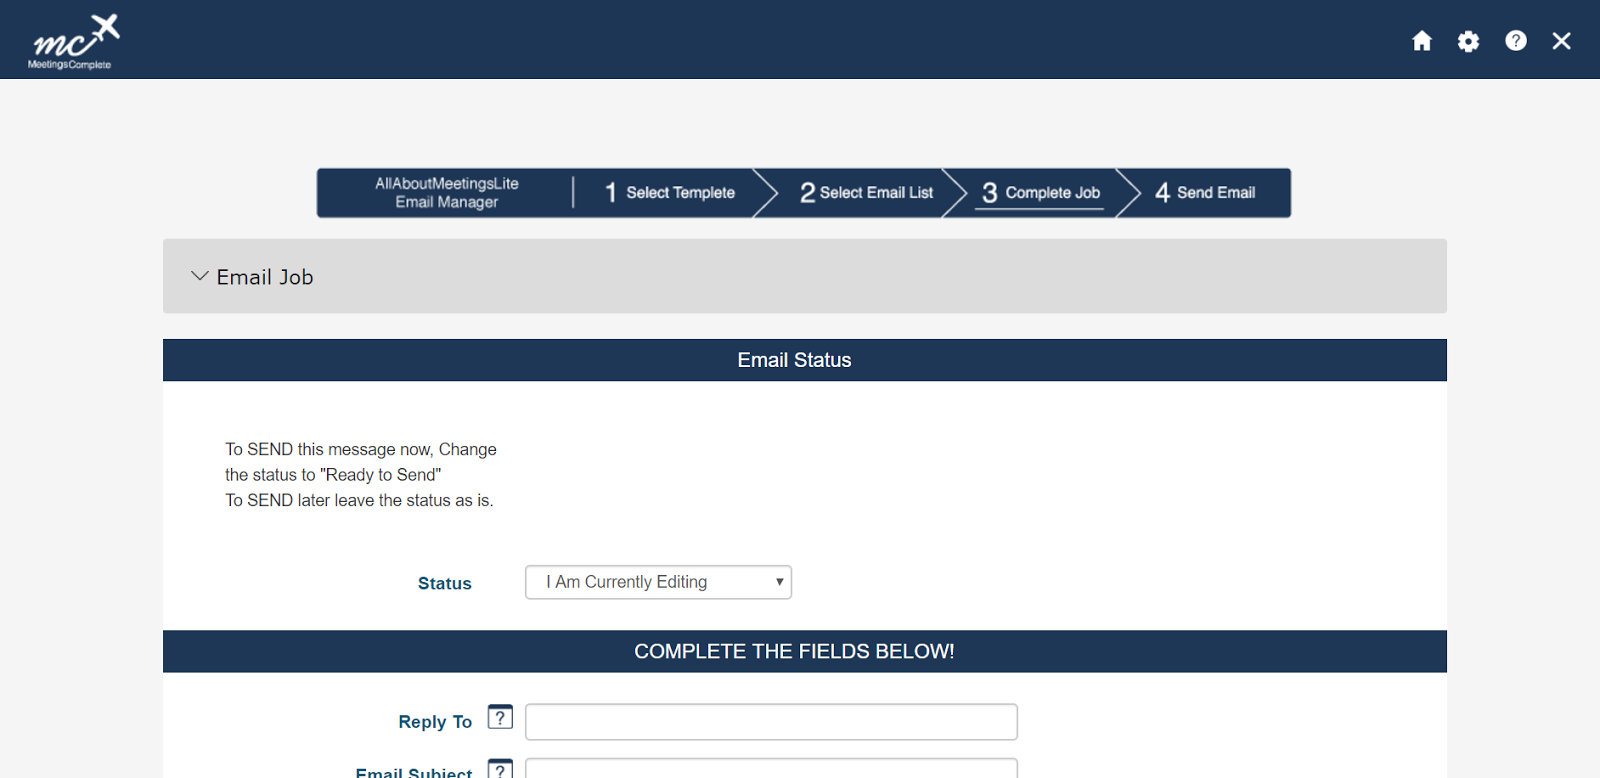 mc
MeetingsComplete
?
AllAboutMeetingsLite
Email Manager
1 Select Templete
2 Select Email List
3 Complete Job
4 Send Email
Email Job
Email Status
To SEND this message now, Change
the status to "Ready to Send"
To SEND later leave the status as is.
Status I Am Currently Editing
COMPLETE THE FIELDS BELOW!
Reply To ?
Email Subject ?